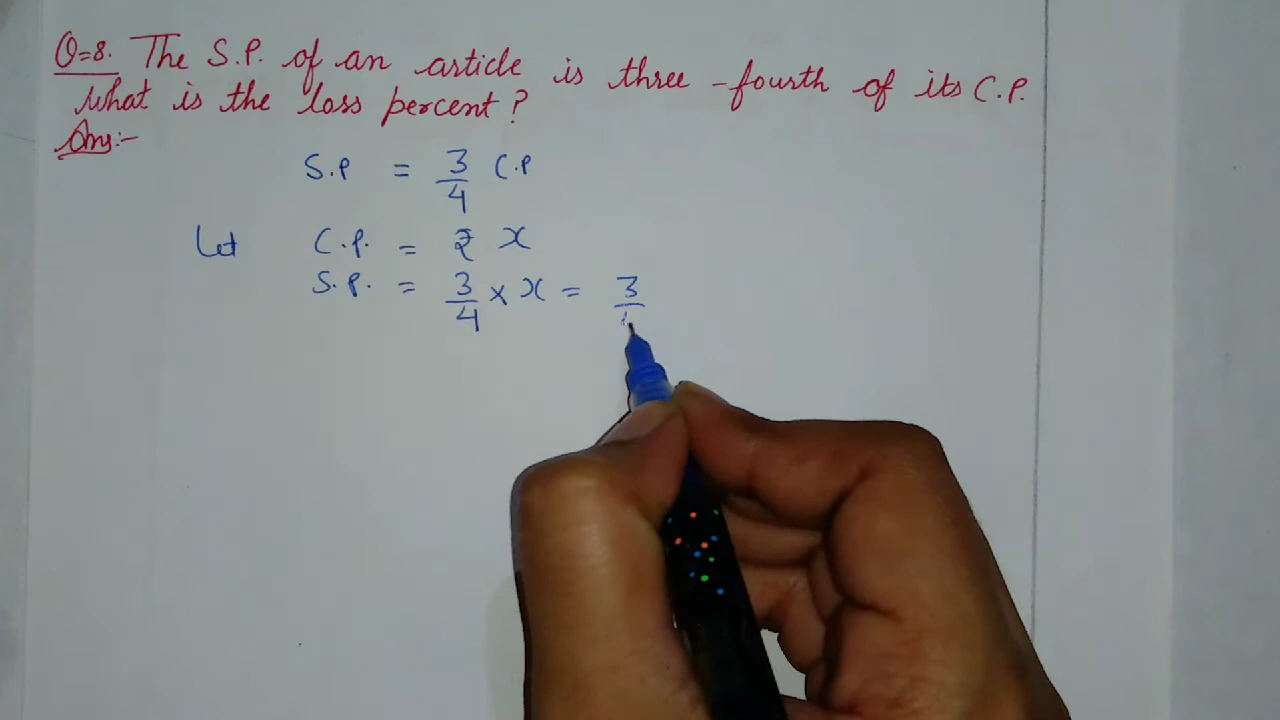 Q=8. The S.P. of an article is three-fourth of its C.P.
What is the loss percent?
Ans:-
S.P = 3/4 C.P
Let C.P. = ₹ x
S.P. = 3/4 × x = 3/